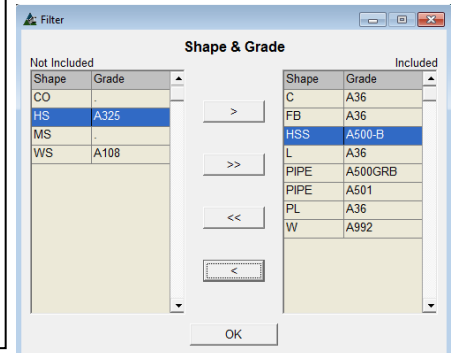 Filter
Shape & Grade
Not Included Included
Shape Grade
CO .
HS A325
MS .
WS A108
>
>>
<<
<
Shape Grade
C A36
FB A36
HSS A500-B
L A36
PIPE A500GRB
PIPE A501
PL A36
W A992
OK